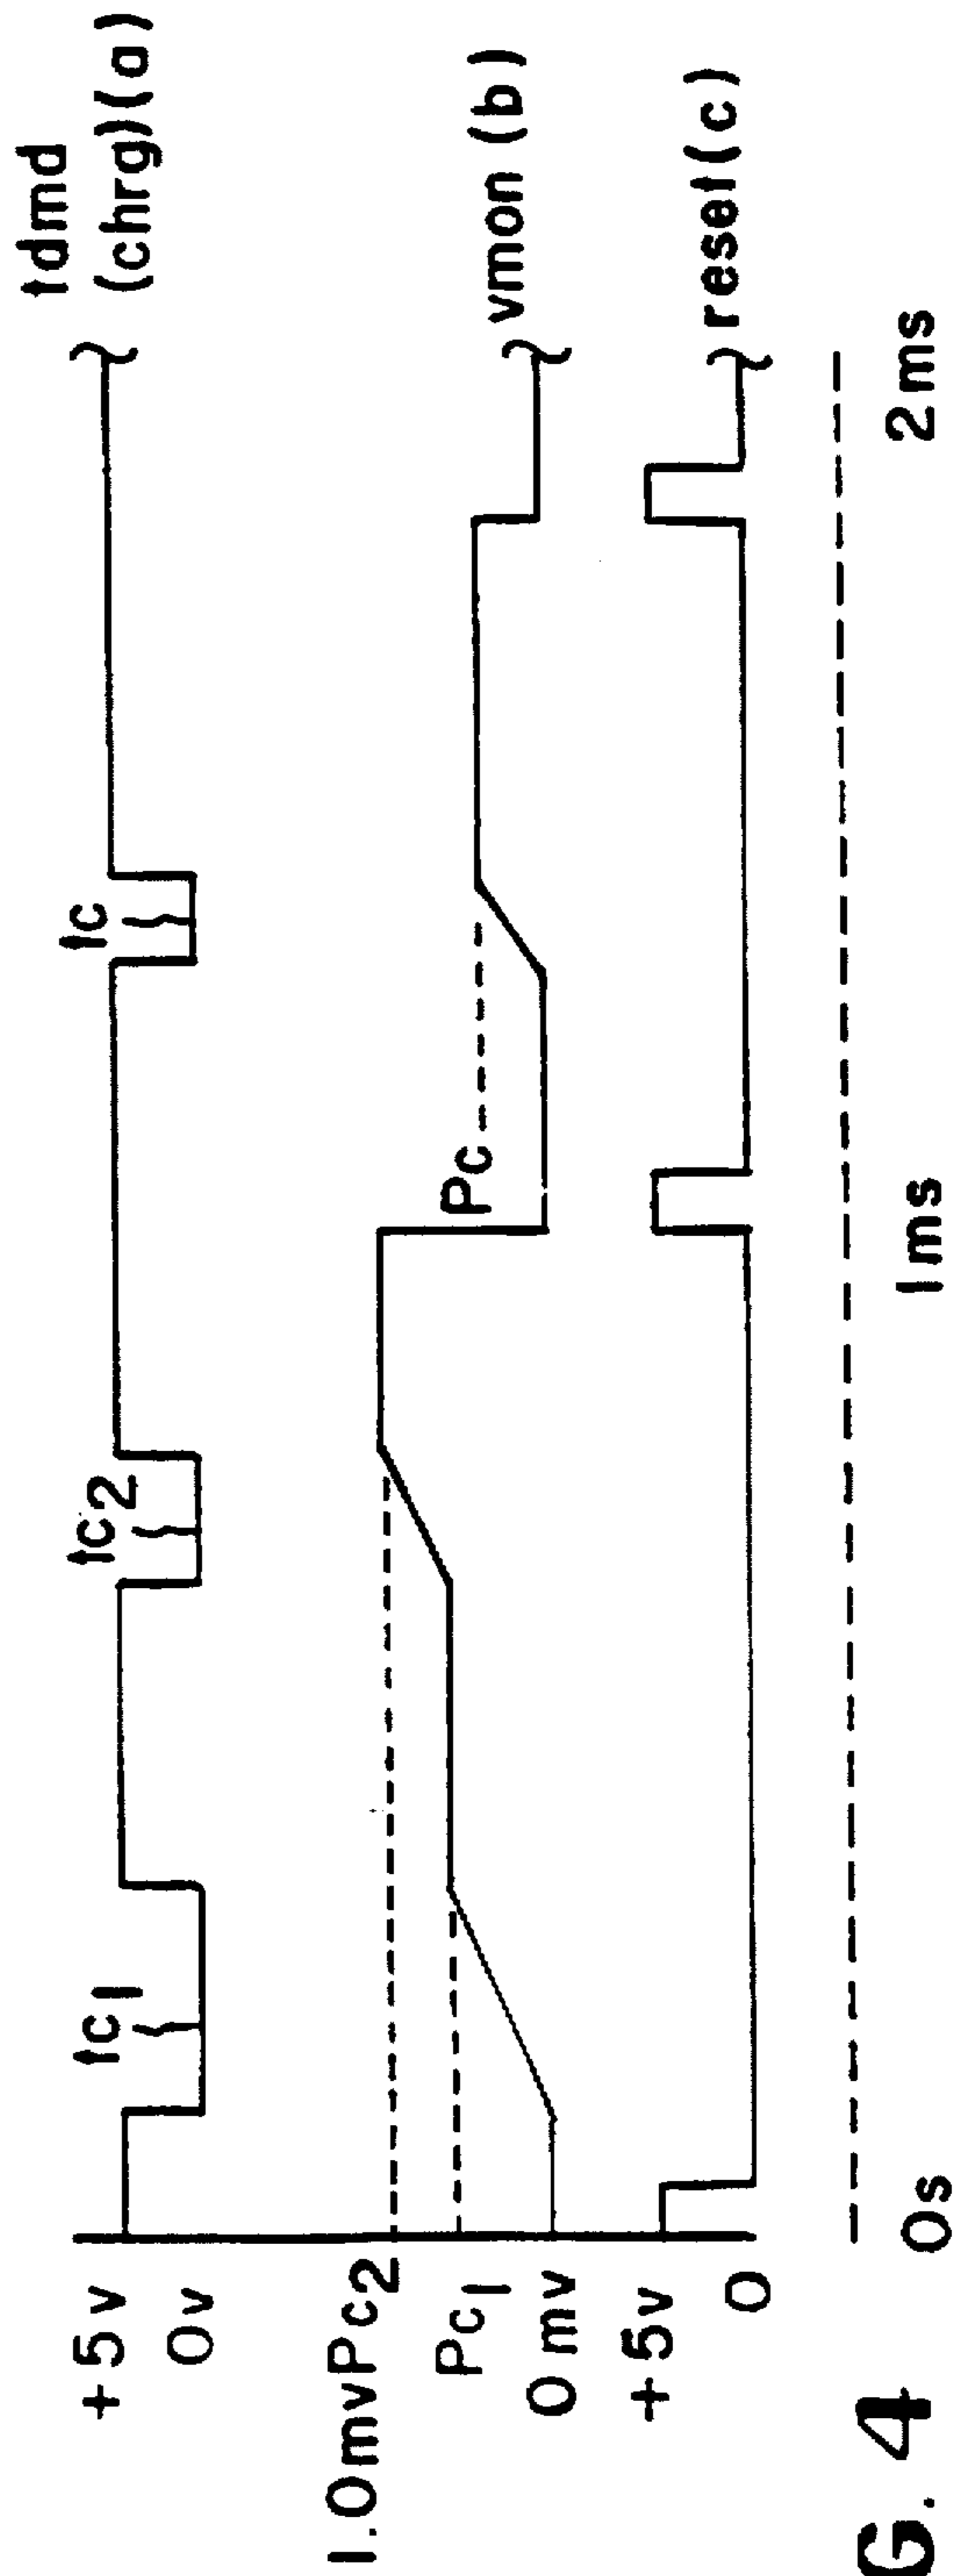 tdmd
(chrg)(a)
+5v
0v
tc1
tc2
tc
1.0mvPc2
Pc1
0mv
Pc
vmon (b)
+5v
0
reset(c)
0s
1ms
2ms
G. 4